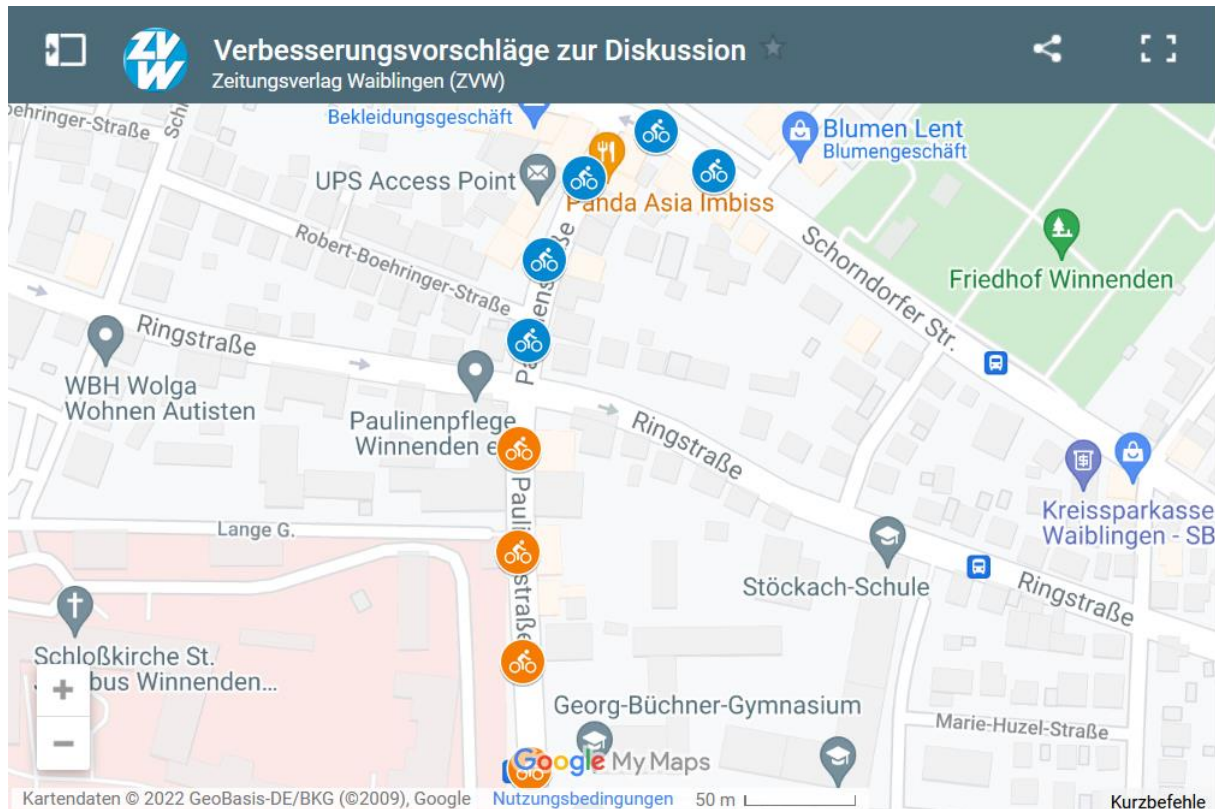 ZVW
Verbesserungsvorschläge zur Diskussion
Zeitungsverlag Waiblingen (ZVW)
Bekleidungsgeschäft
Blumen Lent
Blumengeschäft
UPS Access Point
Panda Asia Imbiss
Robert-Boehringer-Straße
Schorndorfer Str.
Friedhof Winnenden
Ringstraße
WBH Wolga
Wohnen Autisten
Paulinenpflege
Winnenden
Ringstraße
Kreissparkasse
Waiblingen - SB
Lange G.
Stöckach-Schule
Ringstraße
Schloßkirche St.
Winnenden...
Georg-Büchner-Gymnasium
Marie-Huzel-Straße
+
−
Google My Maps
Kartendaten © 2022 GeoBasis-DE/BKG (©2009), Google Nutzungsbedingungen 50 m Kurzbefehle